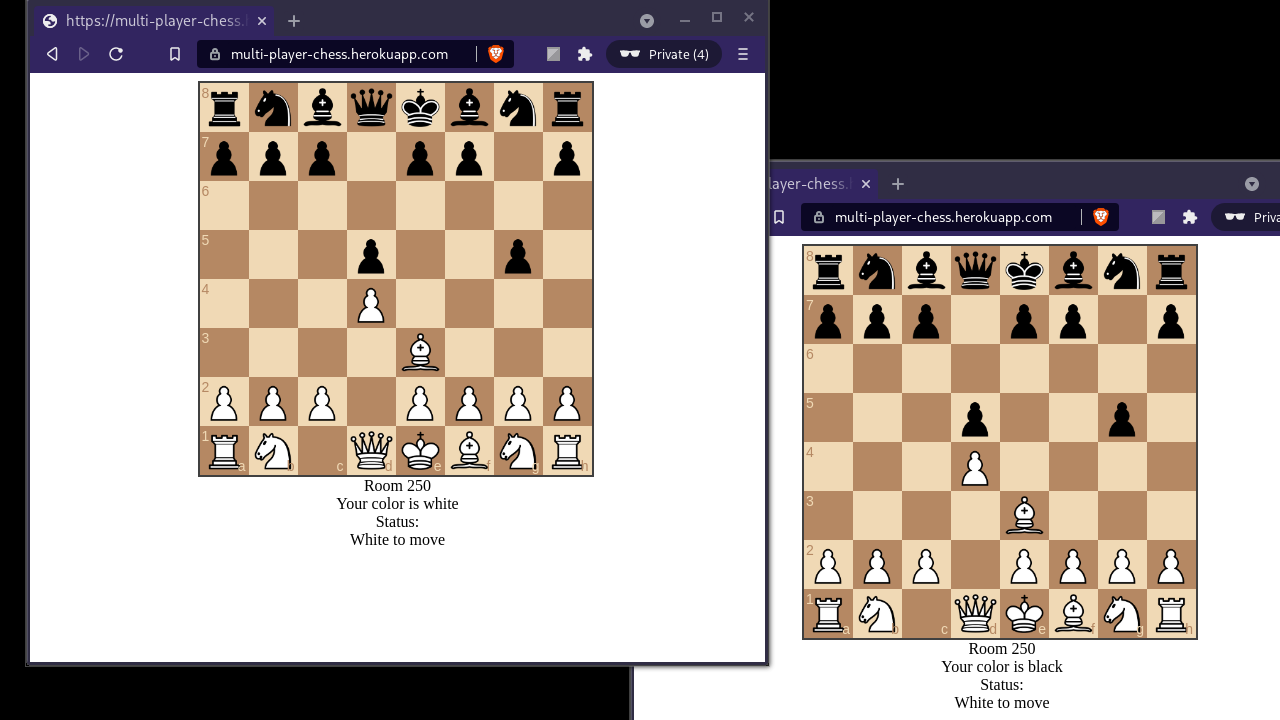 https://multi-player-chess.h
multi-player-chess.herokuapp.com
Private (4)
8
7
6
5
4
3
2
1
a
b
c
d
e
f
g
h
Room 250
Your color is white
Status:
White to move
layer-chess.
multi-player-chess.herokuapp.com
Priva
8
7
6
5
4
3
2
1
a
b
c
d
e
f
g
h
Room 250
Your color is black
Status:
White to move